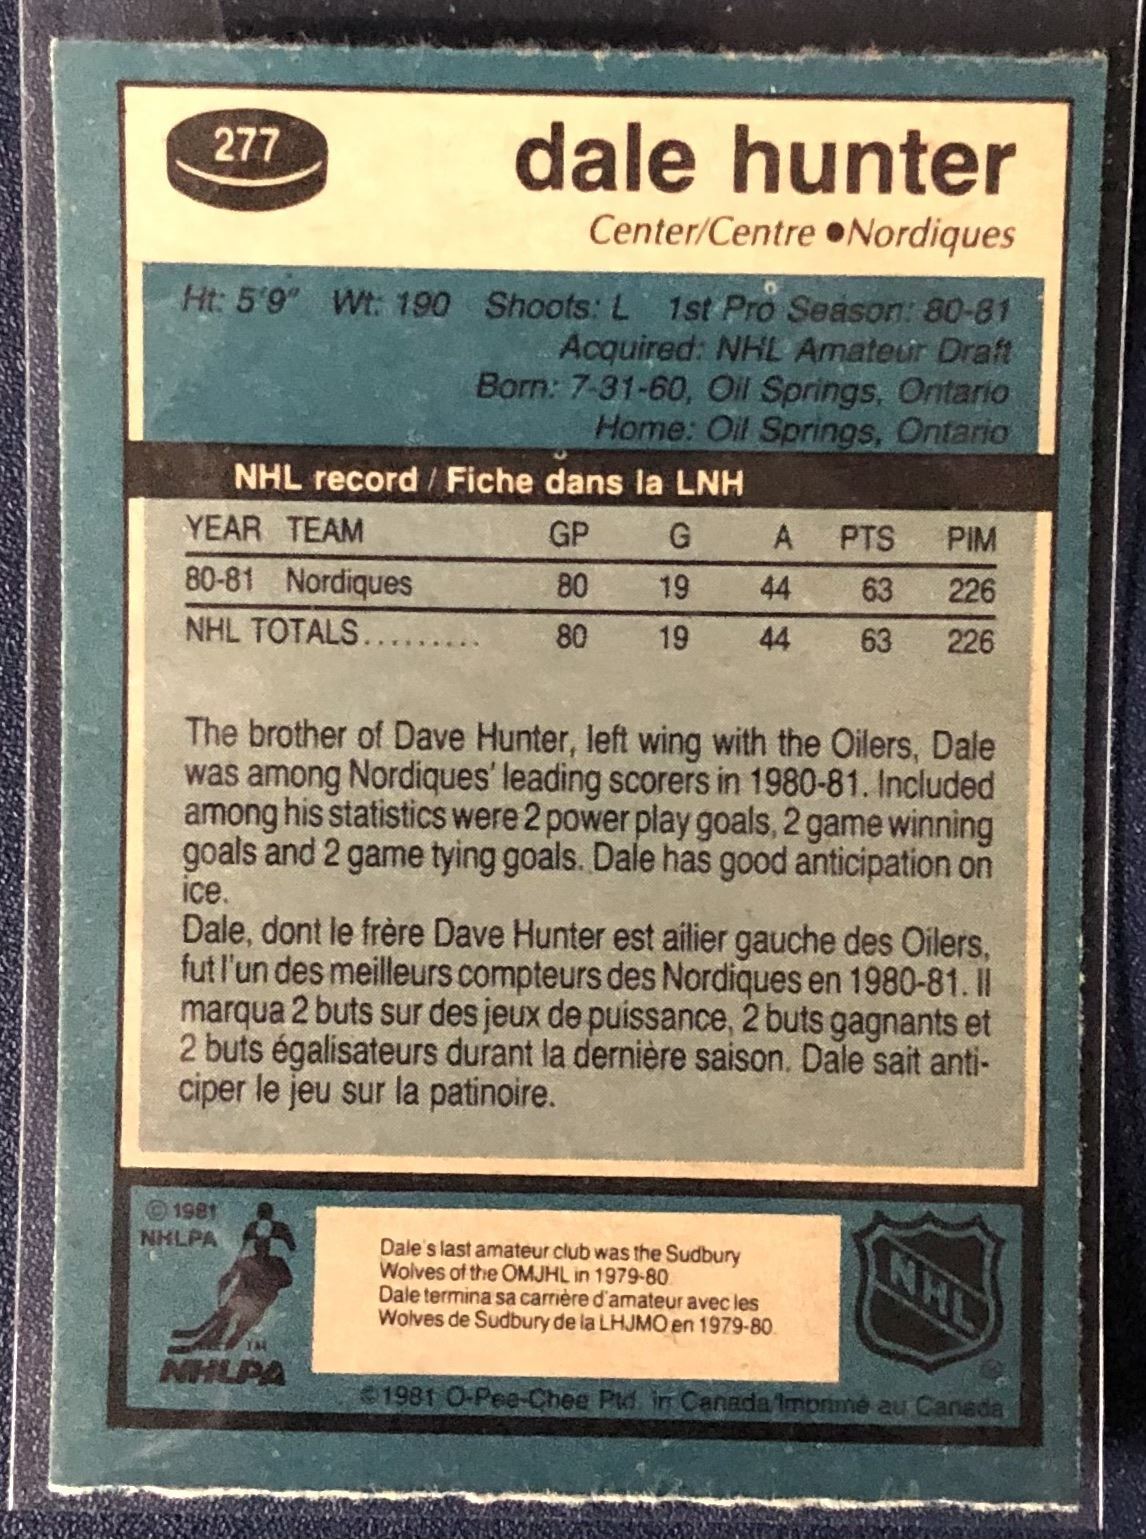 277
dale hunter
Center/Centre ●Nordiques
Ht: 5'9" Wt: 190 Shoots: L 1st Pro Season: 80-81
Acquired: NHL Amateur Draft
Born: 7-31-60, Oil Springs, Ontario
Home: Oil Springs, Ontario
NHL record / Fiche dans la LNH
YEAR TEAM GP G A PTS PIM
80-81 Nordiques 80 19 44 63 226
NHL TOTALS......... 80 19 44 63 226
The brother of Dave Hunter, left wing with the Oilers, Dale
was among Nordiques' leading scorers in 1980-81. Included
among his statistics were 2 power play goals, 2 game winning
goals and 2 game tying goals. Dale has good anticipation on
ice.
Dale, dont le frère Dave Hunter est ailier gauche des Oilers,
fut l'un des meilleurs compteurs des Nordiques en 1980-81. Il
marqua 2 buts sur des jeux de puissance, 2 buts gagnants et
2 buts égalisateurs durant la dernière saison. Dale sait anti-
ciper le jeu sur la patinoire.
© 1981
NHLPA
TM
NHLPA
Dale's last amateur club was the Sudbury
Wolves of the OMJHL in 1979-80
Dale termina sa carrière d'amateur avec les
Wolves de Sudbury de la LHJMO en 1979-80
NHL
®
© 1981 O-Pee-Chee Ptd. in Canada/Imprimé au Canada